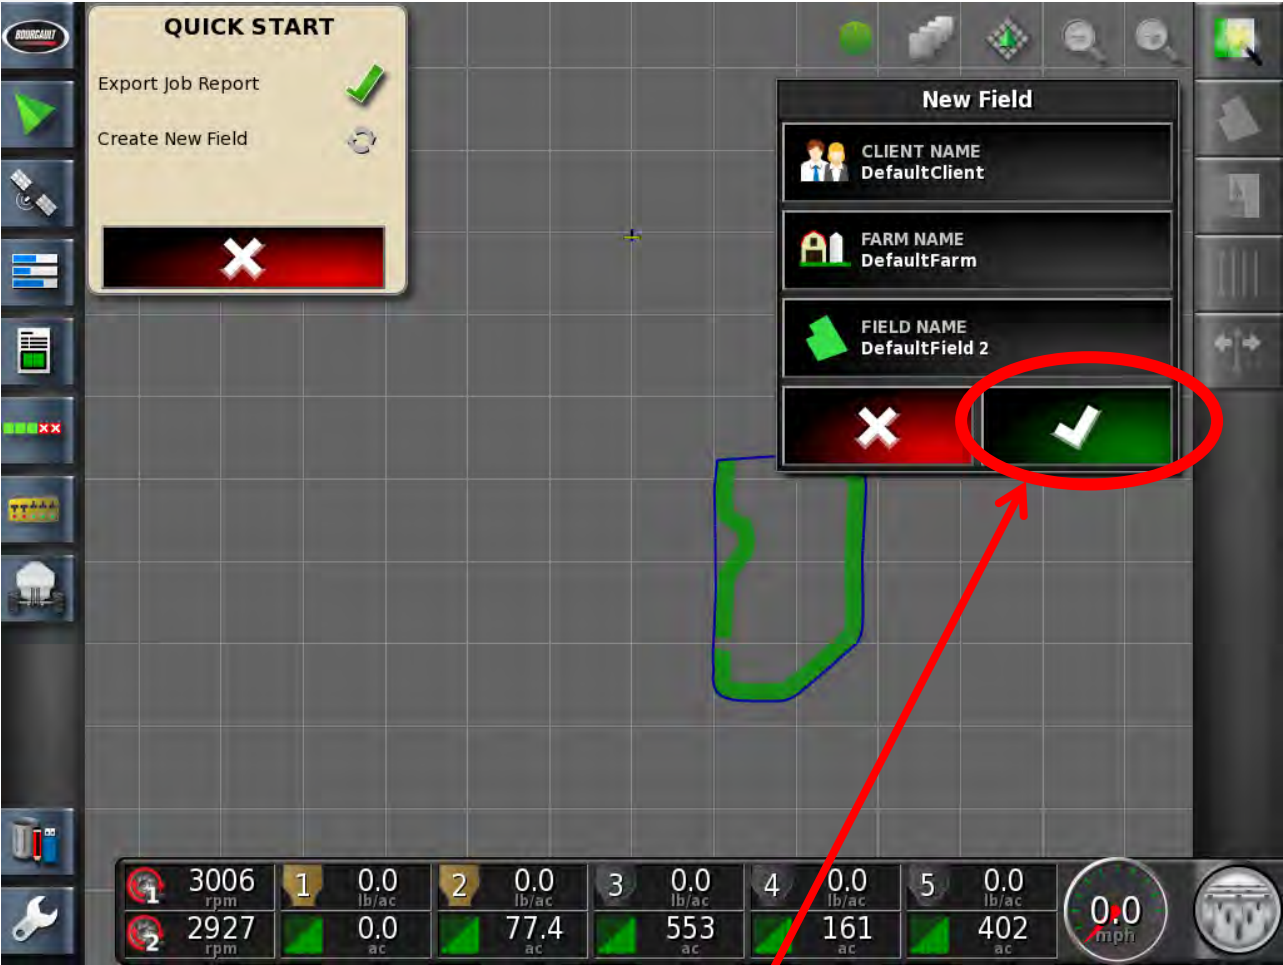 BOURGAULT
QUICK START
Export Job Report
Create New Field
New Field
CLIENT NAME
DefaultClient
FARM NAME
DefaultFarm
FIELD NAME
DefaultField 2
1 3006 rpm
2 2927 rpm
1 0.0 lb/ac
0.0 ac
2 0.0 lb/ac
77.4 ac
3 0.0 lb/ac
553 ac
4 0.0 lb/ac
161 ac
5 0.0 lb/ac
402 ac
0.0
mph